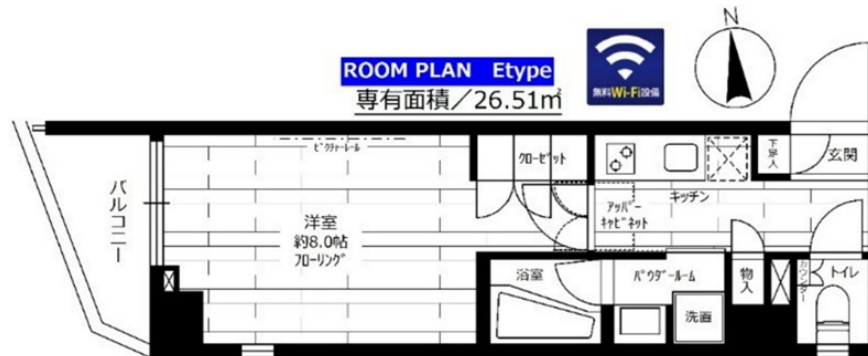 ROOM PLAN Etype
専有面積／26.51㎡
無料Wi-Fi設備
N
ピクチャーレール
クローゼット
下足入
玄関
キッチン
アッパー
キャビネット
バルコニー
洋室
約8.0帖
フローリング
浴室
パウダールーム
物入
カウンター
トイレ
洗置